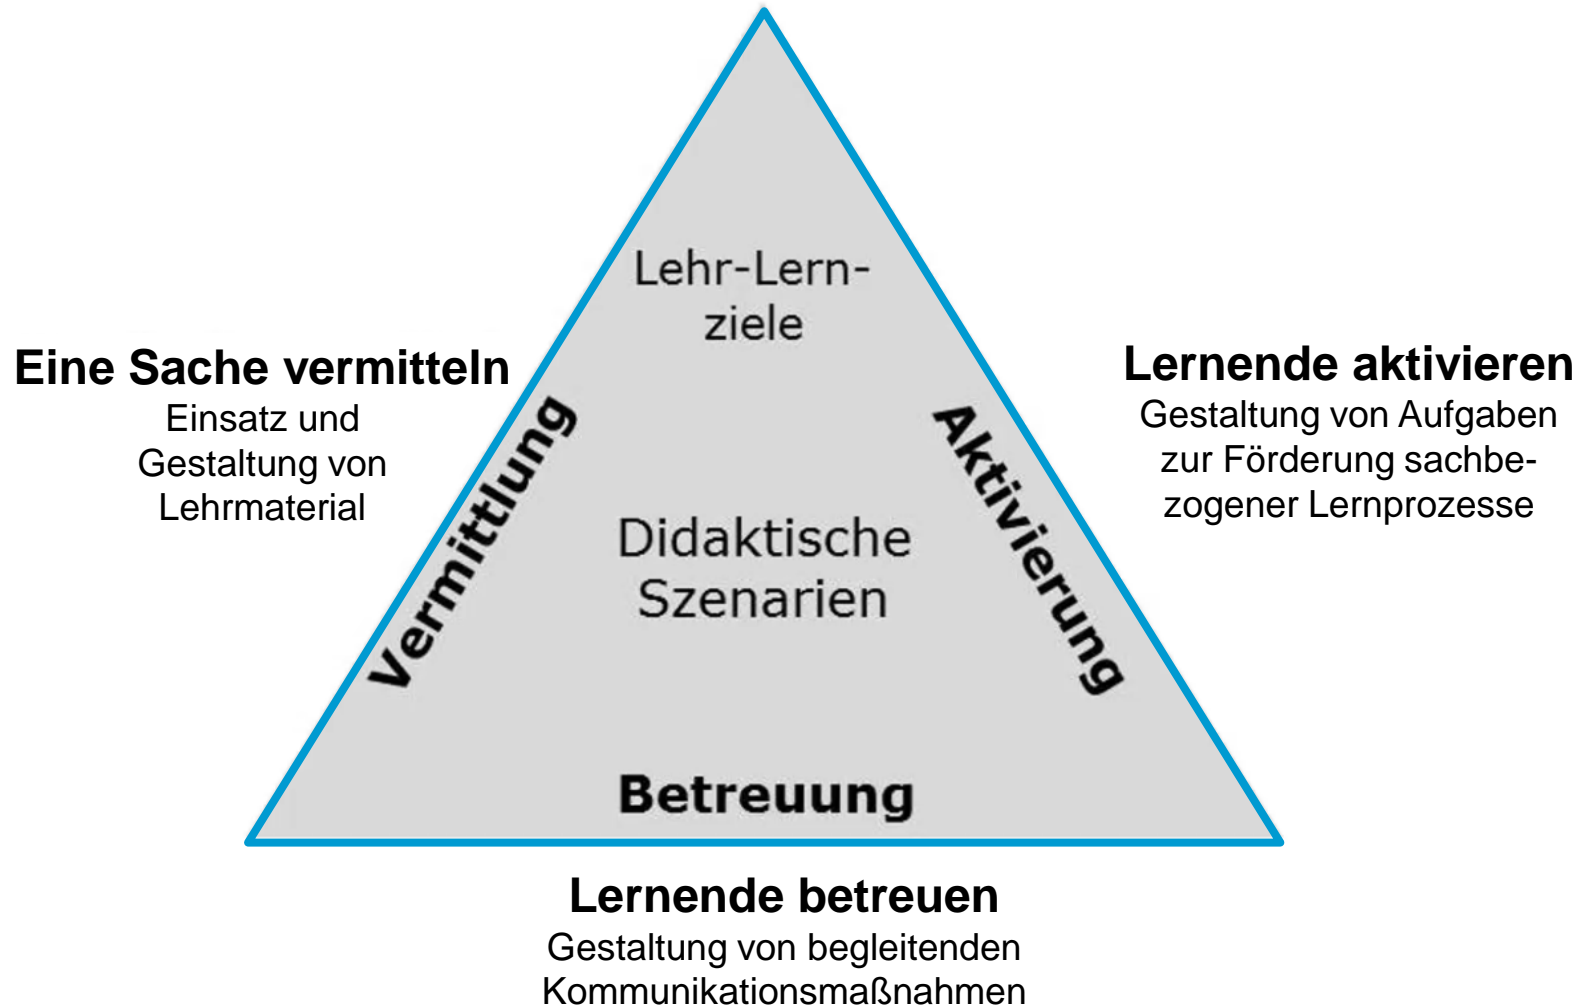 Lehr-Lern-
ziele
Eine Sache vermitteln
Einsatz und
Gestaltung von
Lehrmaterial
Vermittlung
Didaktische
Szenarien
Aktivierung
Lernende aktivieren
Gestaltung von Aufgaben
zur Förderung sachbe-
zogener Lernprozesse
Betreuung
Lernende betreuen
Gestaltung von begleitenden
Kommunikationsmaßnahmen